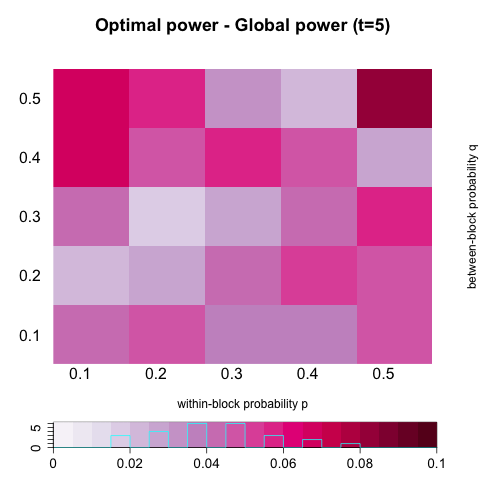 Optimal power - Global power (t=5)
0.5
0.4
0.3
0.2
0.1
between-block probability q
0.1 0.2 0.3 0.4 0.5
within-block probability p
5
0
0 0.02 0.04 0.06 0.08 0.1